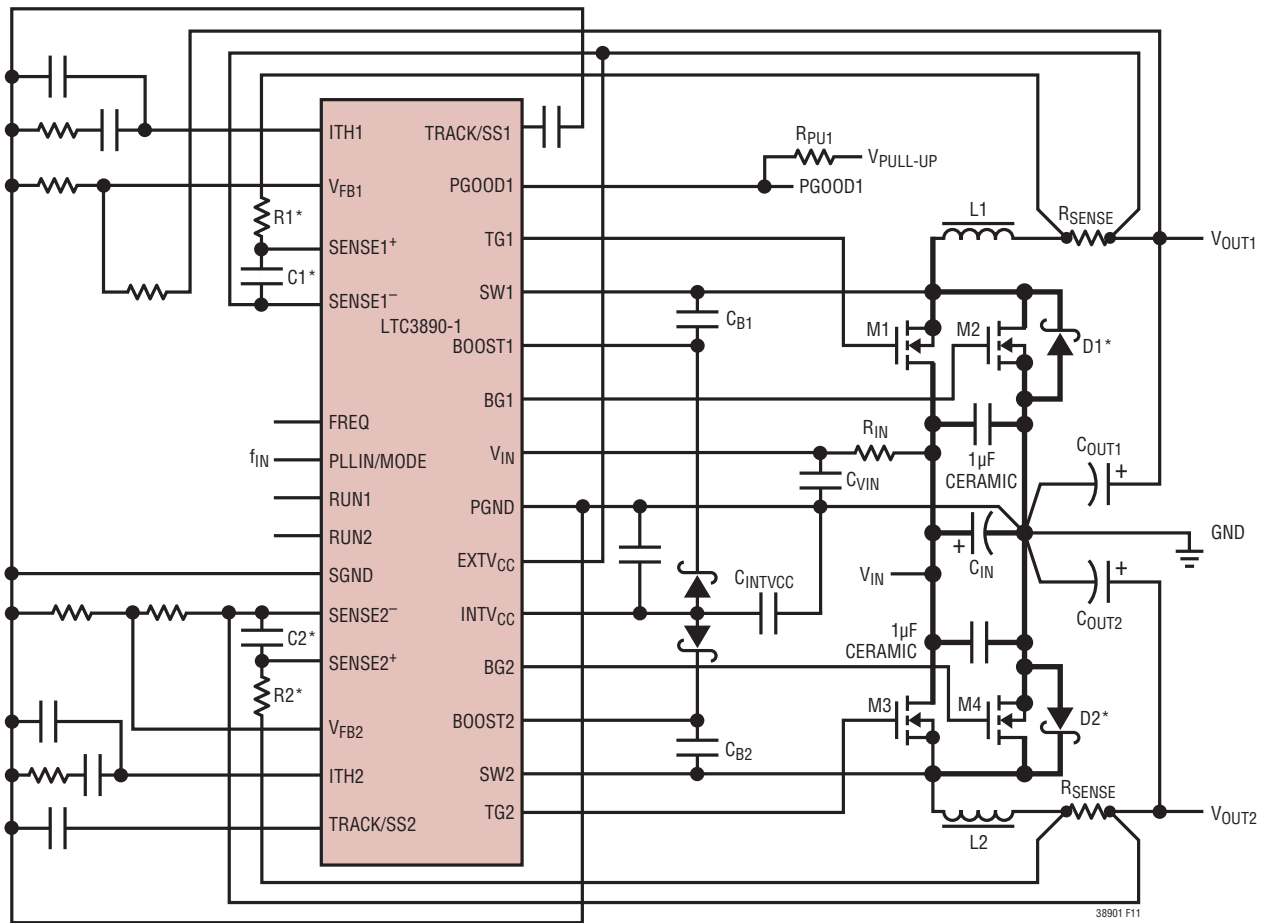 ITH1
TRACK/SS1
RPU1
VPULL-UP
VFB1
PGOOD1
PGOOD1
R1*
L1
RSENSE
SENSE1+
TG1
VOUT1
C1*
SENSE1–
SW1
LTC3890-1
CB1
M1
M2
D1*
BOOST1
BG1
FREQ
RIN
fIN
PLLIN/MODE
VIN
CVIN
1µF
CERAMIC
COUT1
+
RUN1
PGND
RUN2
GND
EXTVCC
+
CIN
SGND
VIN
CINTVCC
+
COUT2
SENSE2–
INTVCC
C2*
1µF
CERAMIC
SENSE2+
BG2
R2*
M3
M4
D2*
VFB2
BOOST2
CB2
ITH2
SW2
RSENSE
TG2
VOUT2
TRACK/SS2
L2
38901 F11